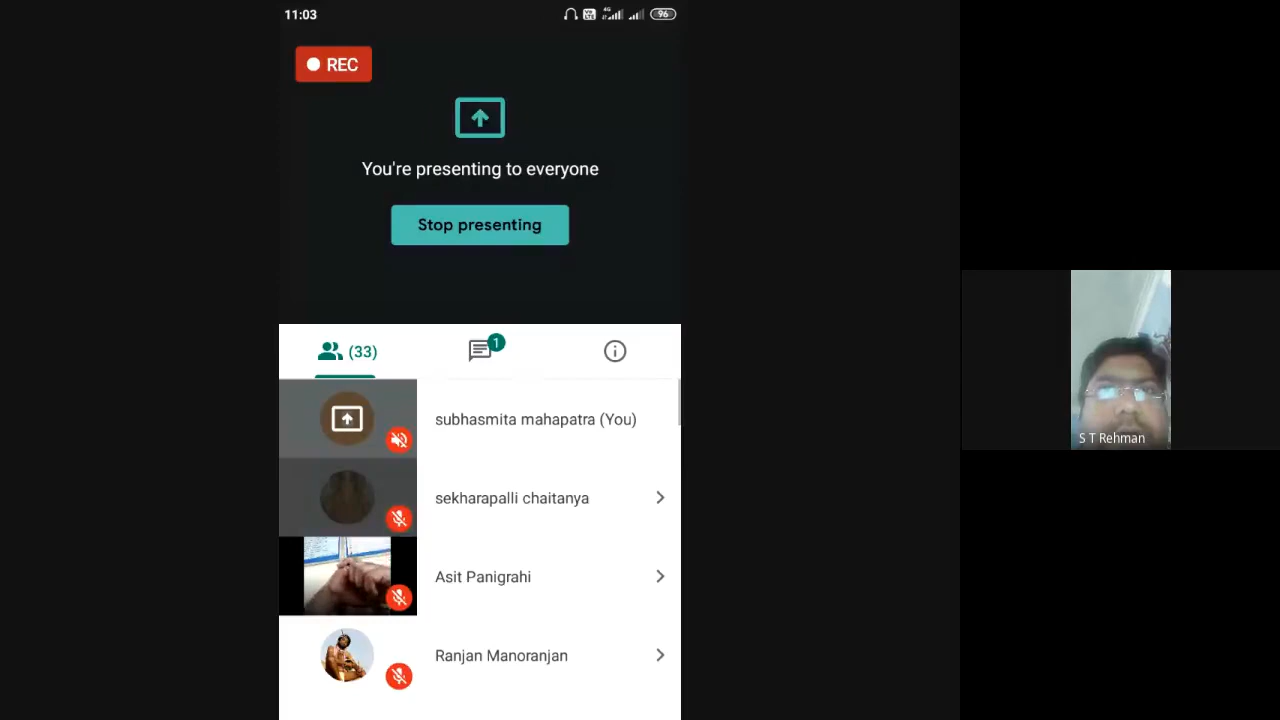 11:03
4G
96
REC
You're presenting to everyone
Stop presenting
(33)
1
subhasmita mahapatra (You)
sekharapalli chaitanya
Asit Panigrahi
Ranjan Manoranjan
S T Rehman